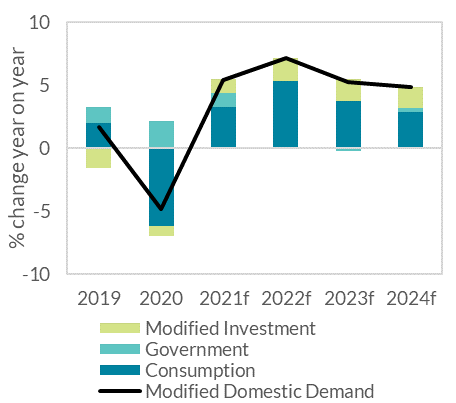 % change year on year
10
5
0
-5
-10
2019 2020 2021f 2022f 2023f 2024f
Modified Investment
Government
Consumption
Modified Domestic Demand